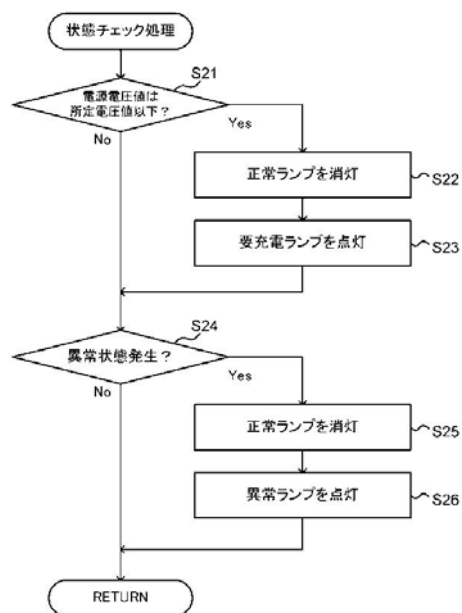 状態チェック処理
S21
電源電圧値は
所定電圧値以下？
No
Yes
正常ランプを消灯
S22
要充電ランプを点灯
S23
S24
異常状態発生？
Yes
No
正常ランプを消灯
S25
異常ランプを点灯
S26
RETURN